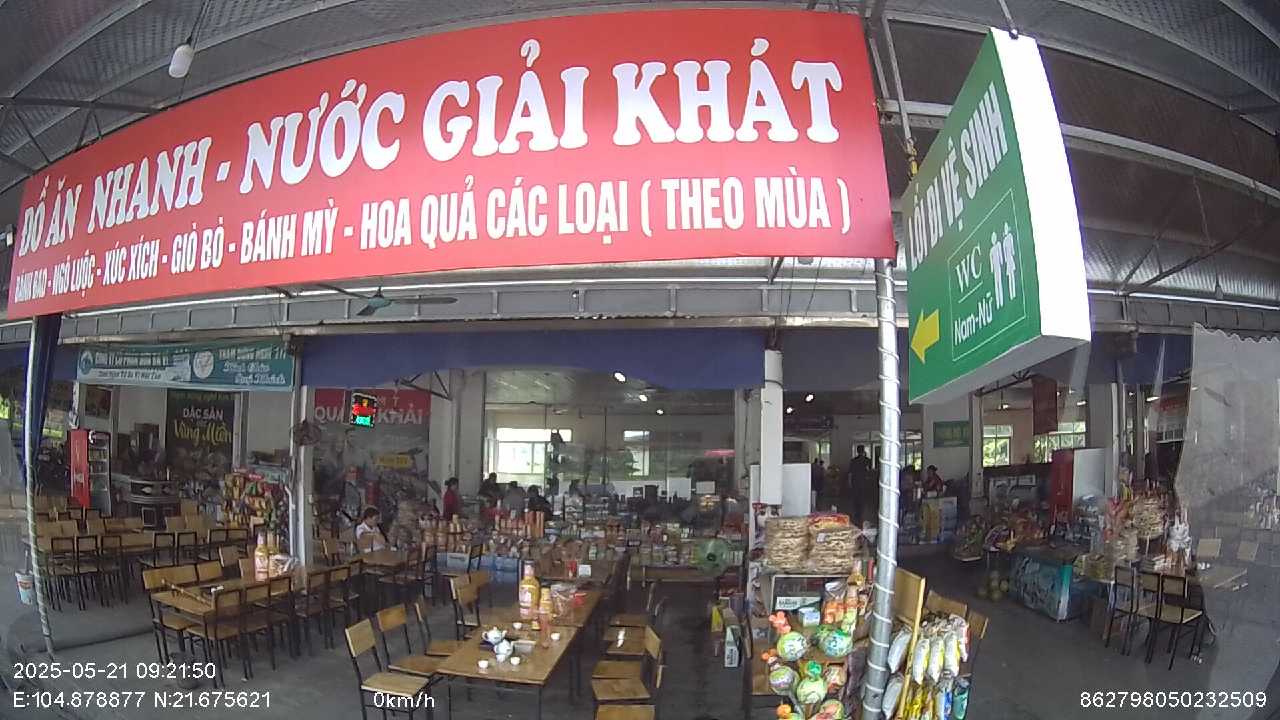 ĐỒ ĂN NHANH - NƯỚC GIẢI KHÁT
BÁNH BAO - NGÔ LUỘC - XÚC XÍCH - GIÒ BÒ - BÁNH MỲ - HOA QUẢ CÁC LOẠI ( THEO MÙA )
LỐI ĐI VỆ SINH
WC
Nam-Nữ
ĐẶC SẢN
Vùng Miền
2025-05-21 09:21:50
E:104.878877 N:21.675621
0km/h
862798050232509